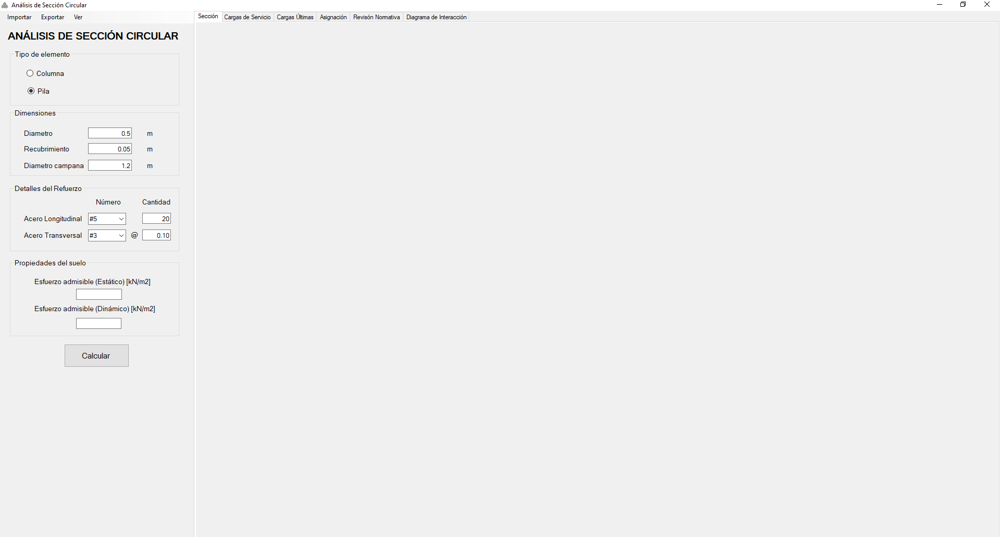 Análisis de Sección Circular
Importar Exportar Ver
Sección Cargas de Servicio Cargas Últimas Asignación Revisón Normativa Diagrama de Interacción
ANÁLISIS DE SECCIÓN CIRCULAR
Tipo de elemento
Columna
Pila
Dimensiones
Diametro 0.5 m
Recubrimiento 0.05 m
Diametro campana 1.2 m
Detalles del Refuerzo
Número Cantidad
Acero Longitudinal #5 20
Acero Transversal #3 @ 0.10
Propiedades del suelo
Esfuerzo admisible (Estático) [kN/m2]
Esfuerzo admisible (Dinámico) [kN/m2]
Calcular